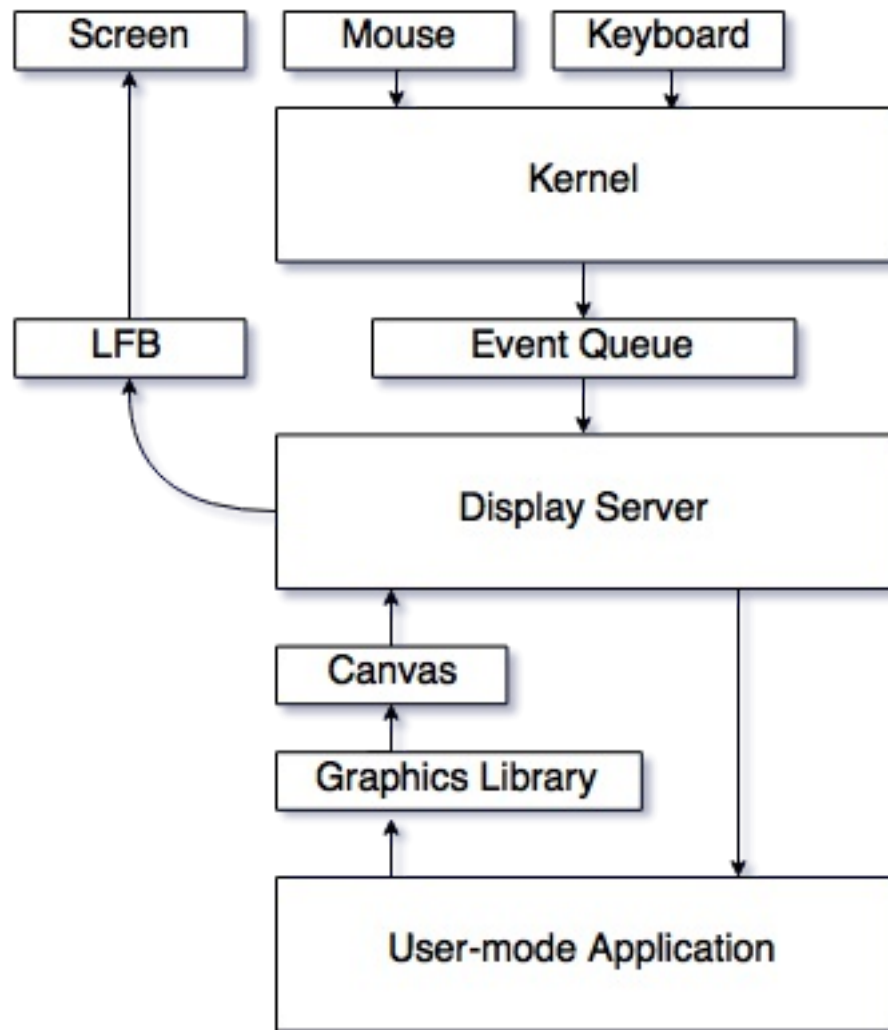 Screen
Mouse
Keyboard
Kernel
LFB
Event Queue
Display Server
Canvas
Graphics Library
User-mode Application